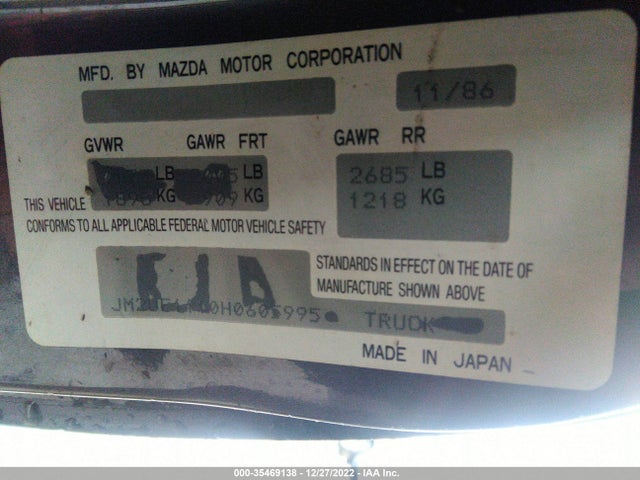 MFD. BY MAZDA MOTOR CORPORATION
11/86
GVWR GAWR FRT GAWR RR
LB LB 2685 LB
KG KG 1218 KG
THIS VEHICLE
CONFORMS TO ALL APPLICABLE FEDERAL MOTOR VEHICLE SAFETY
STANDARDS IN EFFECT ON THE DATE OF
MANUFACTURE SHOWN ABOVE
TRUCK
MADE IN JAPAN
000-35469138 - 12/27/2022 - IAA Inc.